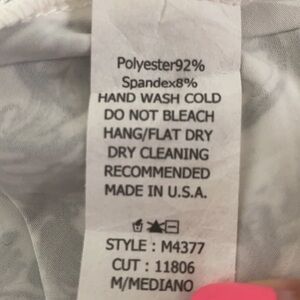 Polyester92%
Spandex8%
HAND WASH COLD
DO NOT BLEACH
HANG/FLAT DRY
DRY CLEANING
RECOMMENDED
MADE IN U.S.A.
STYLE : M4377
CUT : 11806
M/MEDIANO